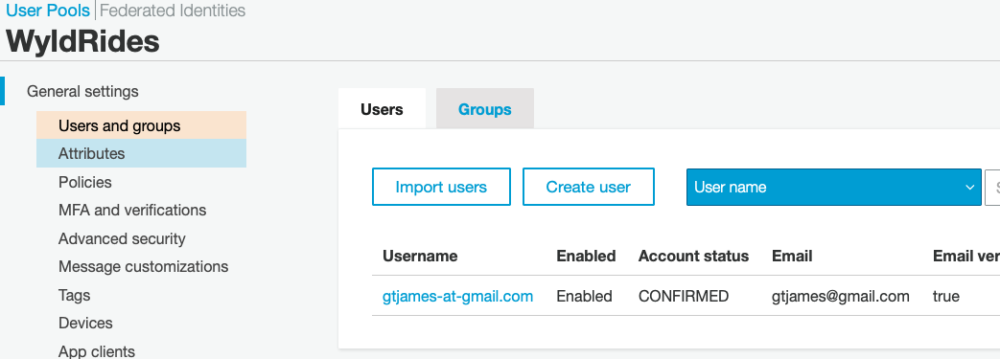 User Pools Federated Identities
WyldRides
General settings
Users and groups
Attributes
Policies
MFA and verifications
Advanced security
Message customizations
Tags
Devices
App clients
Users Groups
Import users Create user User name
Username Enabled Account status Email Email
gtjames-at-gmail.com Enabled CONFIRMED gtjames@gmail.com true